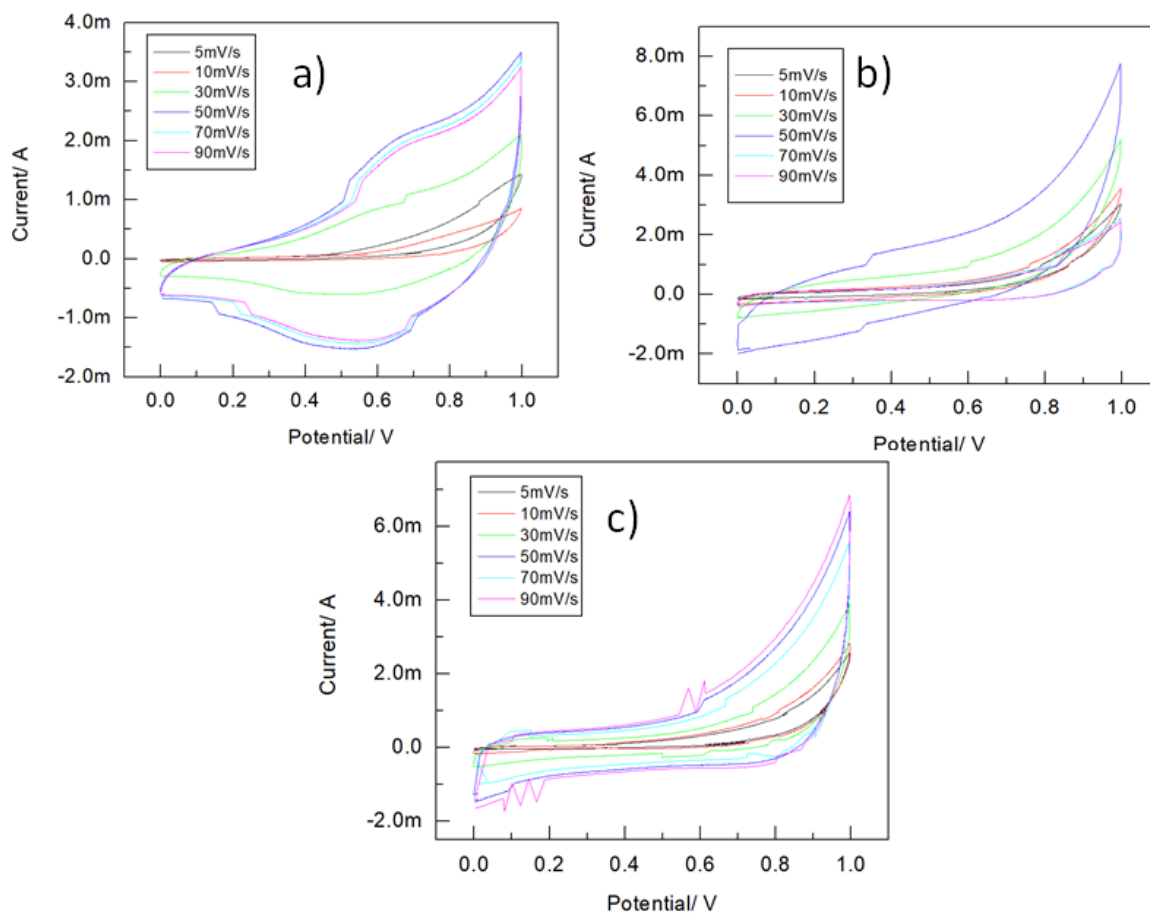 a)
4.0m
3.0m
2.0m
1.0m
0.0
-1.0m
-2.0m
Current/ A
5mV/s
10mV/s
30mV/s
50mV/s
70mV/s
90mV/s
0.0 0.2 0.4 0.6 0.8 1.0
Potential/ V
b)
8.0m
6.0m
4.0m
2.0m
0.0
-2.0m
Current/ A
5mV/s
10mV/s
30mV/s
50mV/s
70mV/s
90mV/s
0.0 0.2 0.4 0.6 0.8 1.0
Potential/ V
c)
6.0m
4.0m
2.0m
0.0
-2.0m
Current/ A
5mV/s
10mV/s
30mV/s
50mV/s
70mV/s
90mV/s
0.0 0.2 0.4 0.6 0.8 1.0
Potential/ V